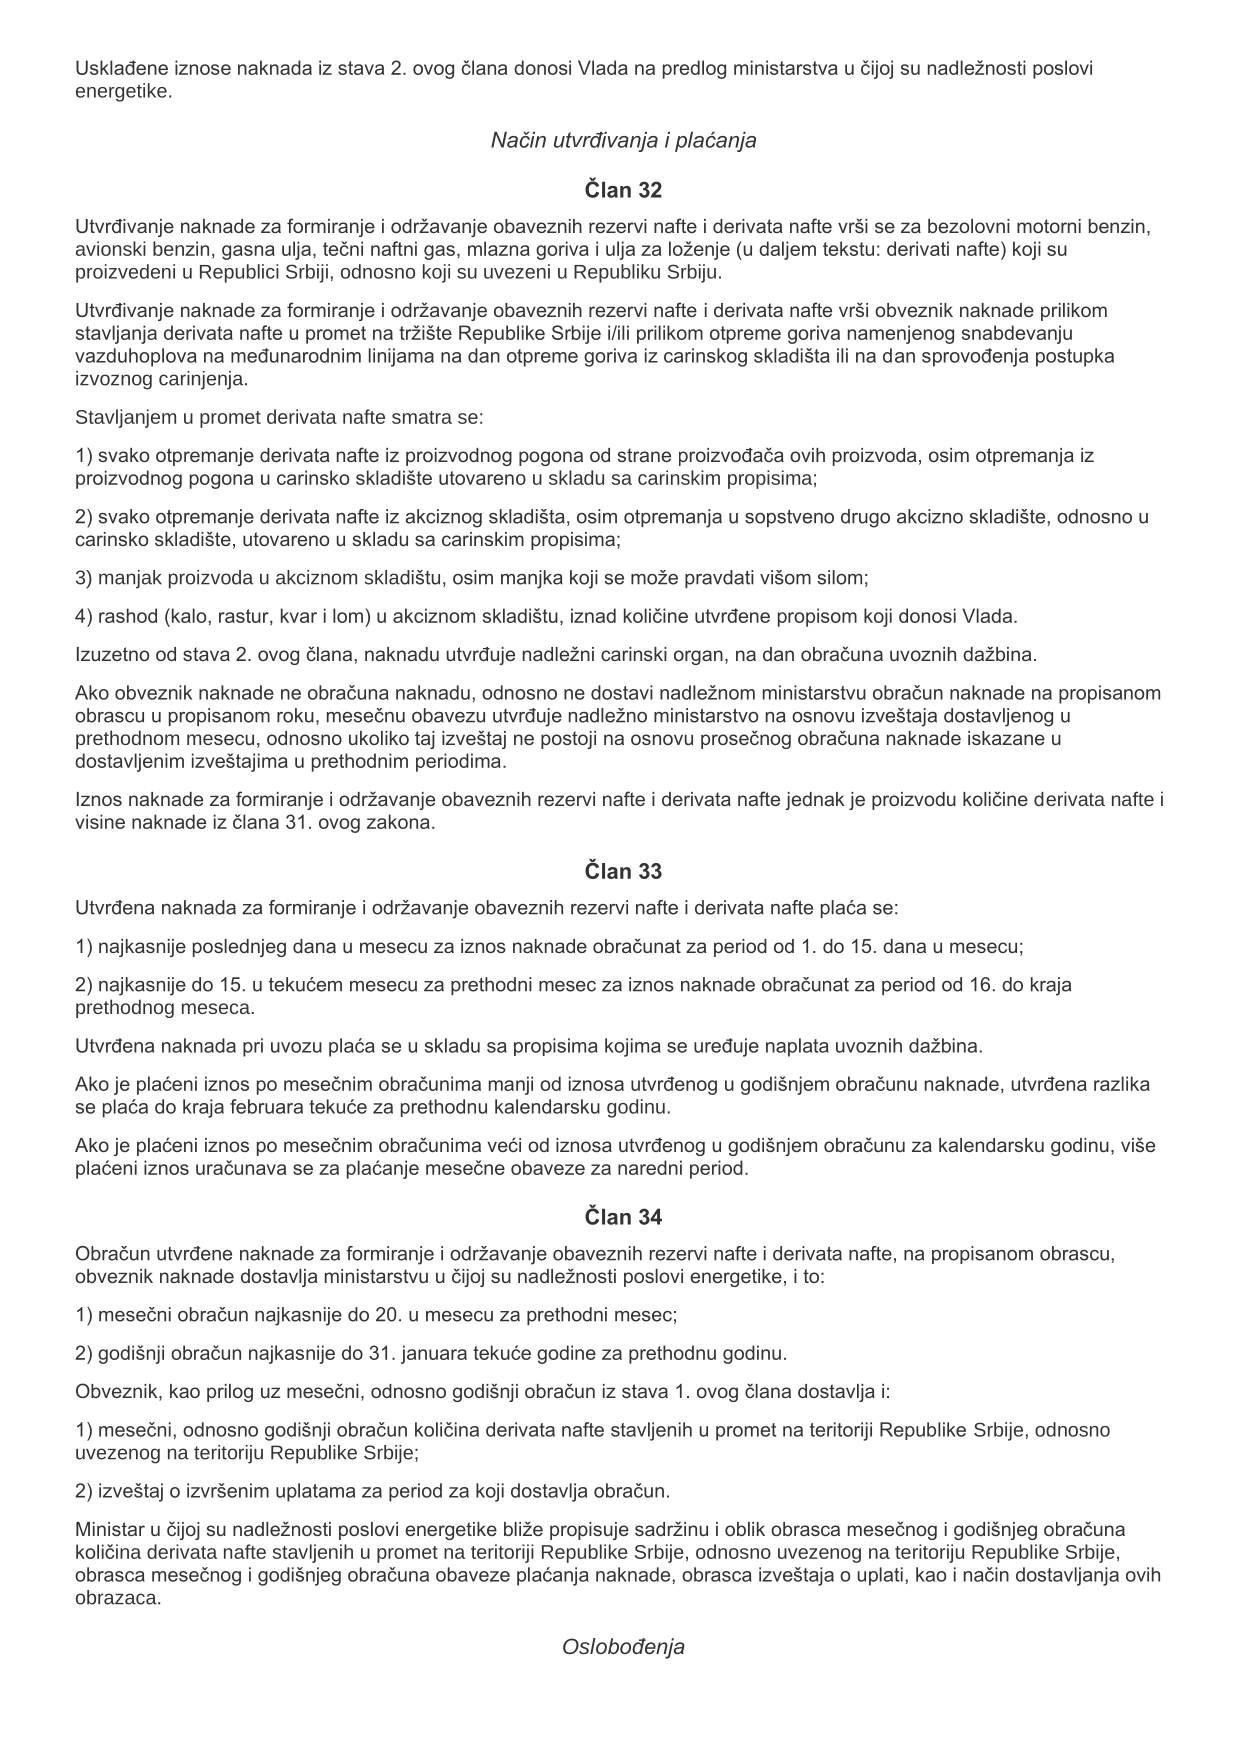 Usklađene iznose naknada iz stava 2. ovog člana donosi Vlada na predlog ministarstva u čijoj su nadležnosti poslovi
energetike.
Način utvrđivanja i plaćanja
Član 32
Utvrđivanje naknade za formiranje i održavanje obaveznih rezervi nafte i derivata nafte vrši se za bezolovni motorni benzin,
avionski benzin, gasna ulja, tečni naftni gas, mlazna goriva i ulja za loženje (u daljem tekstu: derivati nafte) koji su
proizvedeni u Republici Srbiji, odnosno koji su uvezeni u Republiku Srbiju.
Utvrđivanje naknade za formiranje i održavanje obaveznih rezervi nafte i derivata nafte vrši obveznik naknade prilikom
stavljanja derivata nafte u promet na tržište Republike Srbije i/ili prilikom otpreme goriva namenjenog snabdevanju
vazduhoplova na međunarodnim linijama na dan otpreme goriva iz carinskog skladišta ili na dan sprovođenja postupka
izvoznog carinjenja.
Stavljanjem u promet derivata nafte smatra se:
1) svako otpremanje derivata nafte iz proizvodnog pogona od strane proizvođača ovih proizvoda, osim otpremanja iz
proizvodnog pogona u carinsko skladište utovareno u skladu sa carinskim propisima;
2) svako otpremanje derivata nafte iz akciznog skladišta, osim otpremanja u sopstveno drugo akcizno skladište, odnosno u
carinsko skladište, utovareno u skladu sa carinskim propisima;
3) manjak proizvoda u akciznom skladištu, osim manjka koji se može pravdati višom silom;
4) rashod (kalo, rastur, kvar i lom) u akciznom skladištu, iznad količine utvrđene propisom koji donosi Vlada.
Izuzetno od stava 2. ovog člana, naknadu utvrđuje nadležni carinski organ, na dan obračuna uvoznih dažbina.
Ako obveznik naknade ne obračuna naknadu, odnosno ne dostavi nadležnom ministarstvu obračun naknade na propisanom
obrascu u propisanom roku, mesečnu obavezu utvrđuje nadležno ministarstvo na osnovu izveštaja dostavljenog u
prethodnom mesecu, odnosno ukoliko taj izveštaj ne postoji na osnovu prosečnog obračuna naknade iskazane u
dostavljenim izveštajima u prethodnim periodima.
Iznos naknade za formiranje i održavanje obaveznih rezervi nafte i derivata nafte jednak je proizvodu količine derivata nafte i
visine naknade iz člana 31. ovog zakona.
Član 33
Utvrđena naknada za formiranje i održavanje obaveznih rezervi nafte i derivata nafte plaća se:
1) najkasnije poslednjeg dana u mesecu za iznos naknade obračunat za period od 1. do 15. dana u mesecu;
2) najkasnije do 15. u tekućem mesecu za prethodni mesec za iznos naknade obračunat za period od 16. do kraja
prethodnog meseca.
Utvrđena naknada pri uvozu plaća se u skladu sa propisima kojima se uređuje naplata uvoznih dažbina.
Ako je plaćeni iznos po mesečnim obračunima manji od iznosa utvrđenog u godišnjem obračunu naknade, utvrđena razlika
se plaća do kraja februara tekuće za prethodnu kalendarsku godinu.
Ako je plaćeni iznos po mesečnim obračunima veći od iznosa utvrđenog u godišnjem obračunu za kalendarsku godinu, više
plaćeni iznos uračunava se za plaćanje mesečne obaveze za naredni period.
Član 34
Obračun utvrđene naknade za formiranje i održavanje obaveznih rezervi nafte i derivata nafte, na propisanom obrascu,
obveznik naknade dostavlja ministarstvu u čijoj su nadležnosti poslovi energetike, i to:
1) mesečni obračun najkasnije do 20. u mesecu za prethodni mesec;
2) godišnji obračun najkasnije do 31. januara tekuće godine za prethodnu godinu.
Obveznik, kao prilog uz mesečni, odnosno godišnji obračun iz stava 1. ovog člana dostavlja i:
1) mesečni, odnosno godišnji obračun količina derivata nafte stavljenih u promet na teritoriji Republike Srbije, odnosno
uvezenog na teritoriju Republike Srbije;
2) izveštaj o izvršenim uplatama za period za koji dostavlja obračun.
Ministar u čijoj su nadležnosti poslovi energetike bliže propisuje sadržinu i oblik obrasca mesečnog i godišnjeg obračuna
količina derivata nafte stavljenih u promet na teritoriji Republike Srbije, odnosno uvezenog na teritoriju Republike Srbije,
obrasca mesečnog i godišnjeg obračuna obaveze plaćanja naknade, obrasca izveštaja o uplati, kao i način dostavljanja ovih
obrazaca.
Oslobođenja